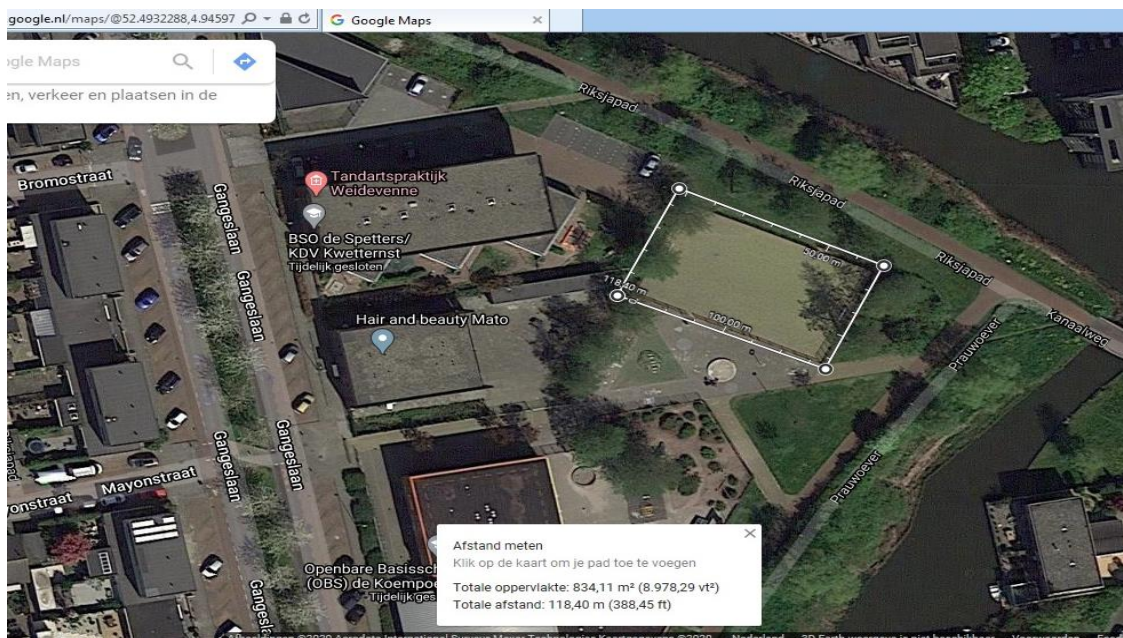 google.nl/maps/@52.4932288,4.94597
Google Maps
ogle Maps
en, verkeer en plaatsen in de
Riksjapad
Bromostraat
Gangeslaan
Tandartspraktijk
Weidevenne
Riksjapad
BSO de Spetters/
KDV Kwetternst
Tijdelijk gesloten
50,00 m
Riksjapad
Gangeslaan
118,40 m
100,00 m
Kanaalweg
Hair and beauty Mato
Prauwoever
Gangeslaan
Gangeslaan
Mayonstraat
yonstraat
Prauwoever
Afstand meten
Klik op de kaart om je pad toe te voegen
Totale oppervlakte: 834,11 m² (8.978,29 vt²)
Totale afstand: 118,40 m (388,45 ft)
Openbare Basissch
(OBS) de Koempoe
Tijdelijk ges